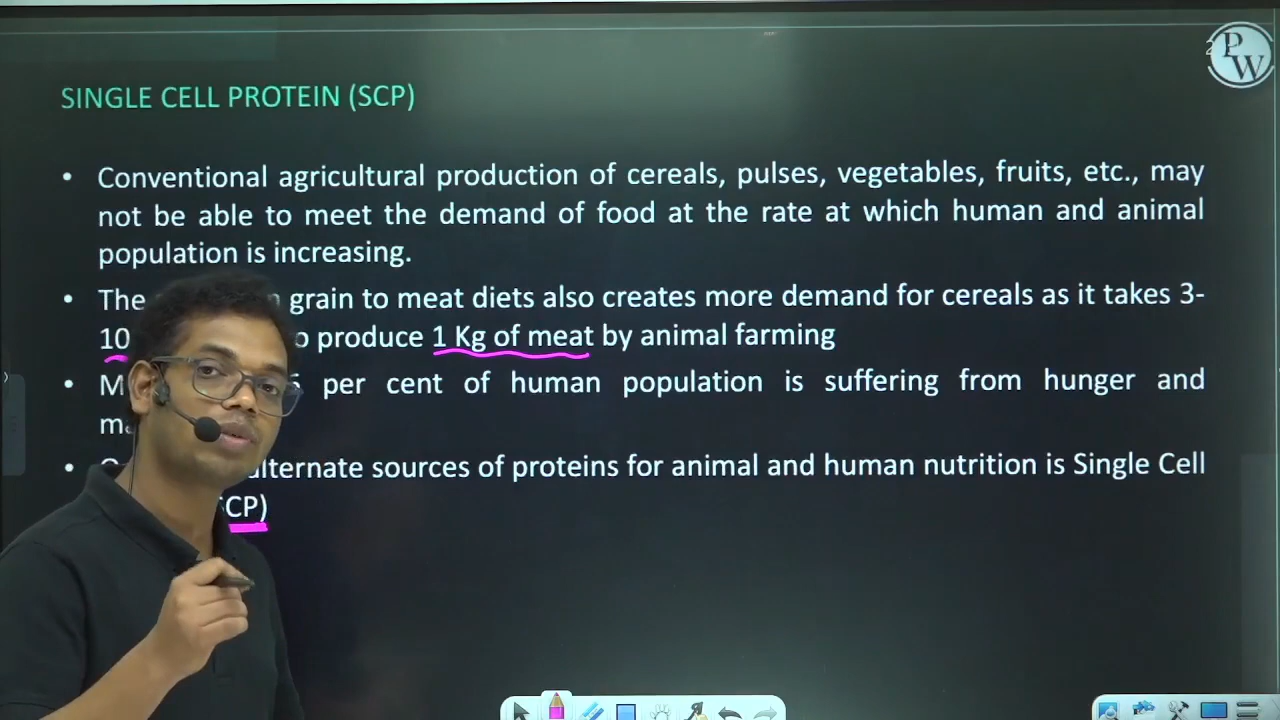 PW
SINGLE CELL PROTEIN (SCP)
• Conventional agricultural production of cereals, pulses, vegetables, fruits, etc., may
not be able to meet the demand of food at the rate at which human and animal
population is increasing.
• The grain to meat diets also creates more demand for cereals as it takes 3-
10 produce 1 Kg of meat by animal farming
• per cent of human population is suffering from hunger and
• alternate sources of proteins for animal and human nutrition is Single Cell
CP)